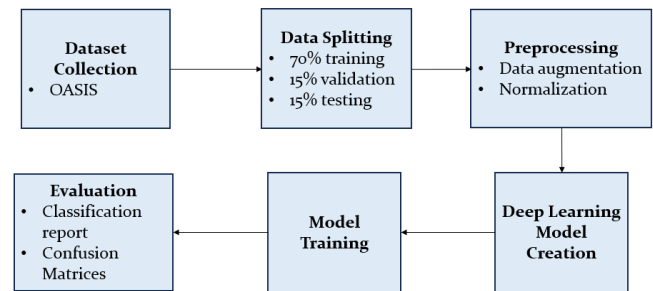 Dataset
Collection
• OASIS
Data Splitting
• 70% training
• 15% validation
• 15% testing
Preprocessing
• Data augmentation
• Normalization
Deep Learning
Model
Creation
Model
Training
Evaluation
• Classification
report
• Confusion
Matrices